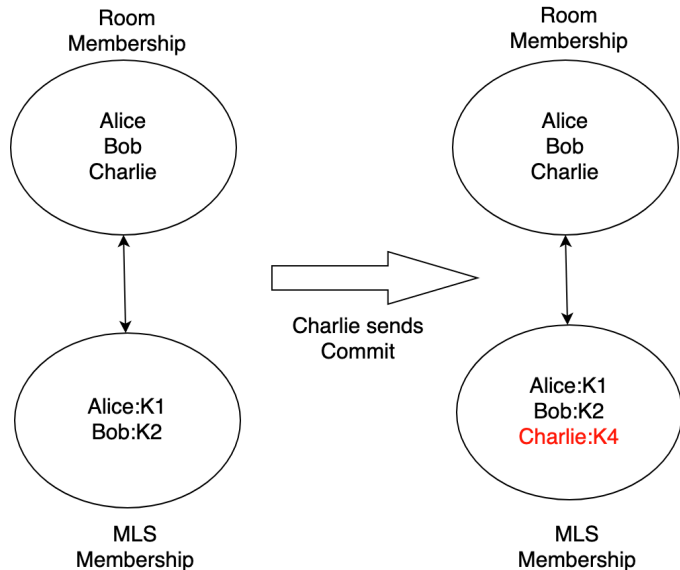 Room
Membership
Alice
Bob
Charlie
Alice:K1
Bob:K2
MLS
Membership
Charlie sends
Commit
Room
Membership
Alice
Bob
Charlie
Alice:K1
Bob:K2
Charlie:K4
MLS
Membership